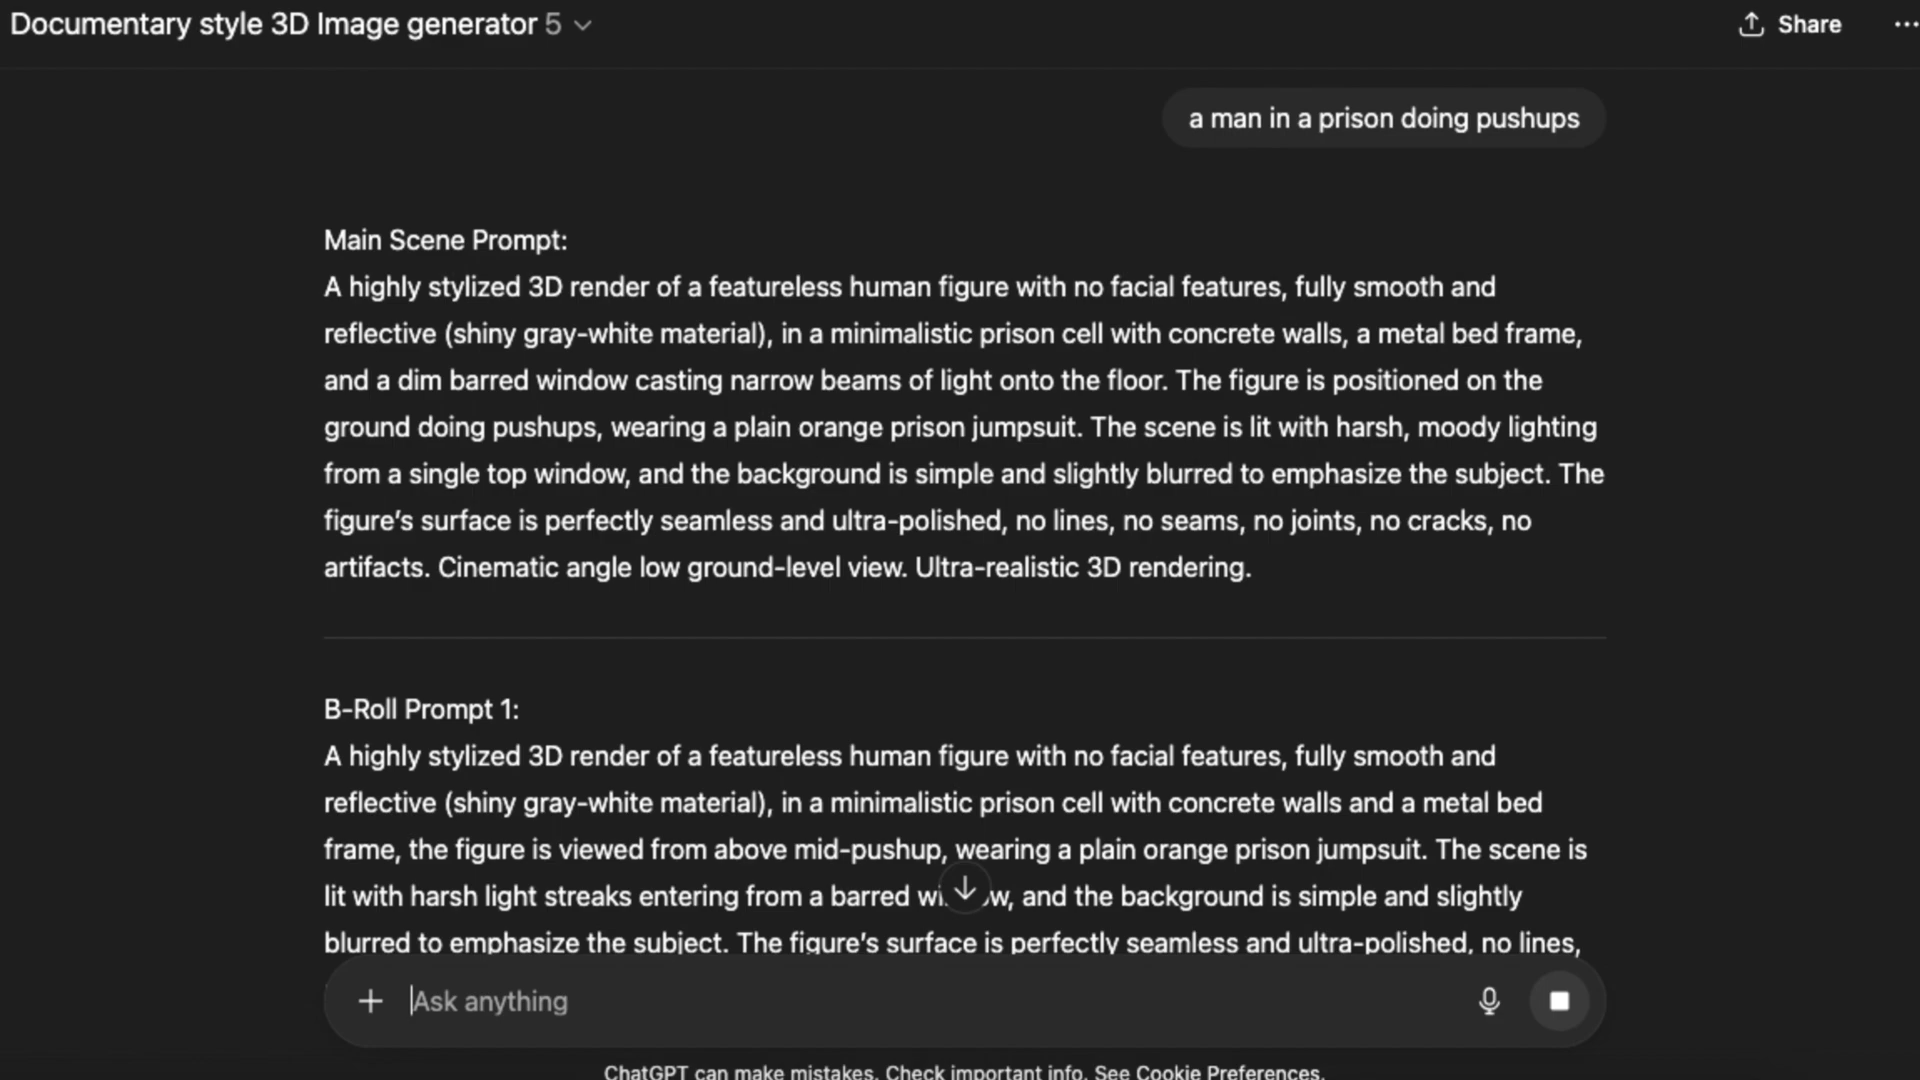 Documentary style 3D Image generator 5
Share
a man in a prison doing pushups
Main Scene Prompt:
A highly stylized 3D render of a featureless human figure with no facial features, fully smooth and
reflective (shiny gray-white material), in a minimalistic prison cell with concrete walls, a metal bed frame,
and a dim barred window casting narrow beams of light onto the floor. The figure is positioned on the
ground doing pushups, wearing a plain orange prison jumpsuit. The scene is lit with harsh, moody lighting
from a single top window, and the background is simple and slightly blurred to emphasize the subject. The
figure’s surface is perfectly seamless and ultra-polished, no lines, no seams, no joints, no cracks, no
artifacts. Cinematic angle low ground-level view. Ultra-realistic 3D rendering.
B-Roll Prompt 1:
A highly stylized 3D render of a featureless human figure with no facial features, fully smooth and
reflective (shiny gray-white material), in a minimalistic prison cell with concrete walls and a metal bed
frame, the figure is viewed from above mid-pushup, wearing a plain orange prison jumpsuit. The scene is
lit with harsh light streaks entering from a barred and the background is simple and slightly
blurred to emphasize the subject. The figure’s surface is perfectly seamless and ultra-polished, no lines,
Ask anything
ChatGPT can make mistakes. Check important info. See Cookie Preferences.